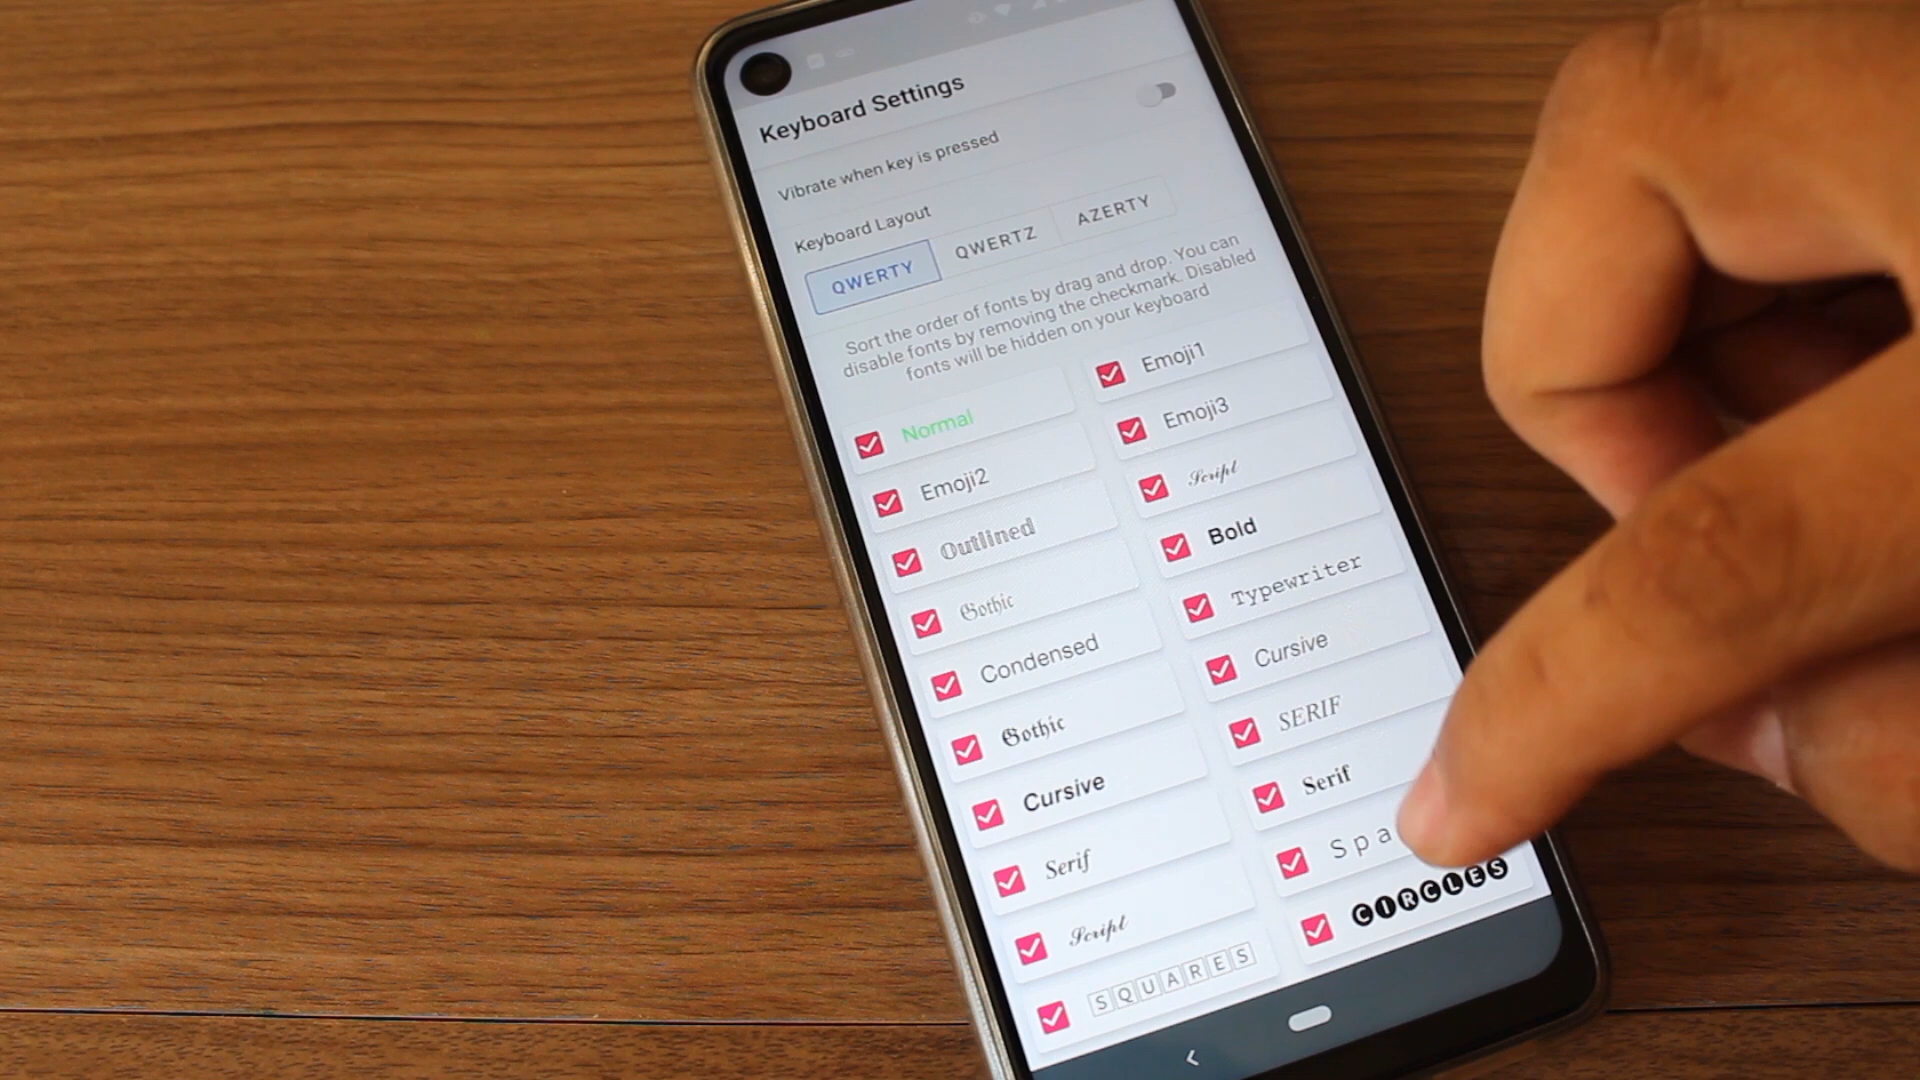 Keyboard Settings
Vibrate when key is pressed
Keyboard Layout
QWERTY QWERTZ AZERTY
Sort the order of fonts by drag and drop. You can
disable fonts by removing the checkmark. Disabled
fonts will be hidden on your keyboard
Normal Emoji1
Emoji2 Emoji3
Outlined Script
Gothic Bold
Condensed Typewriter
Gothic Cursive
Cursive SERIF
Serif Serif
Script Spa
SQUARES CIRCLES